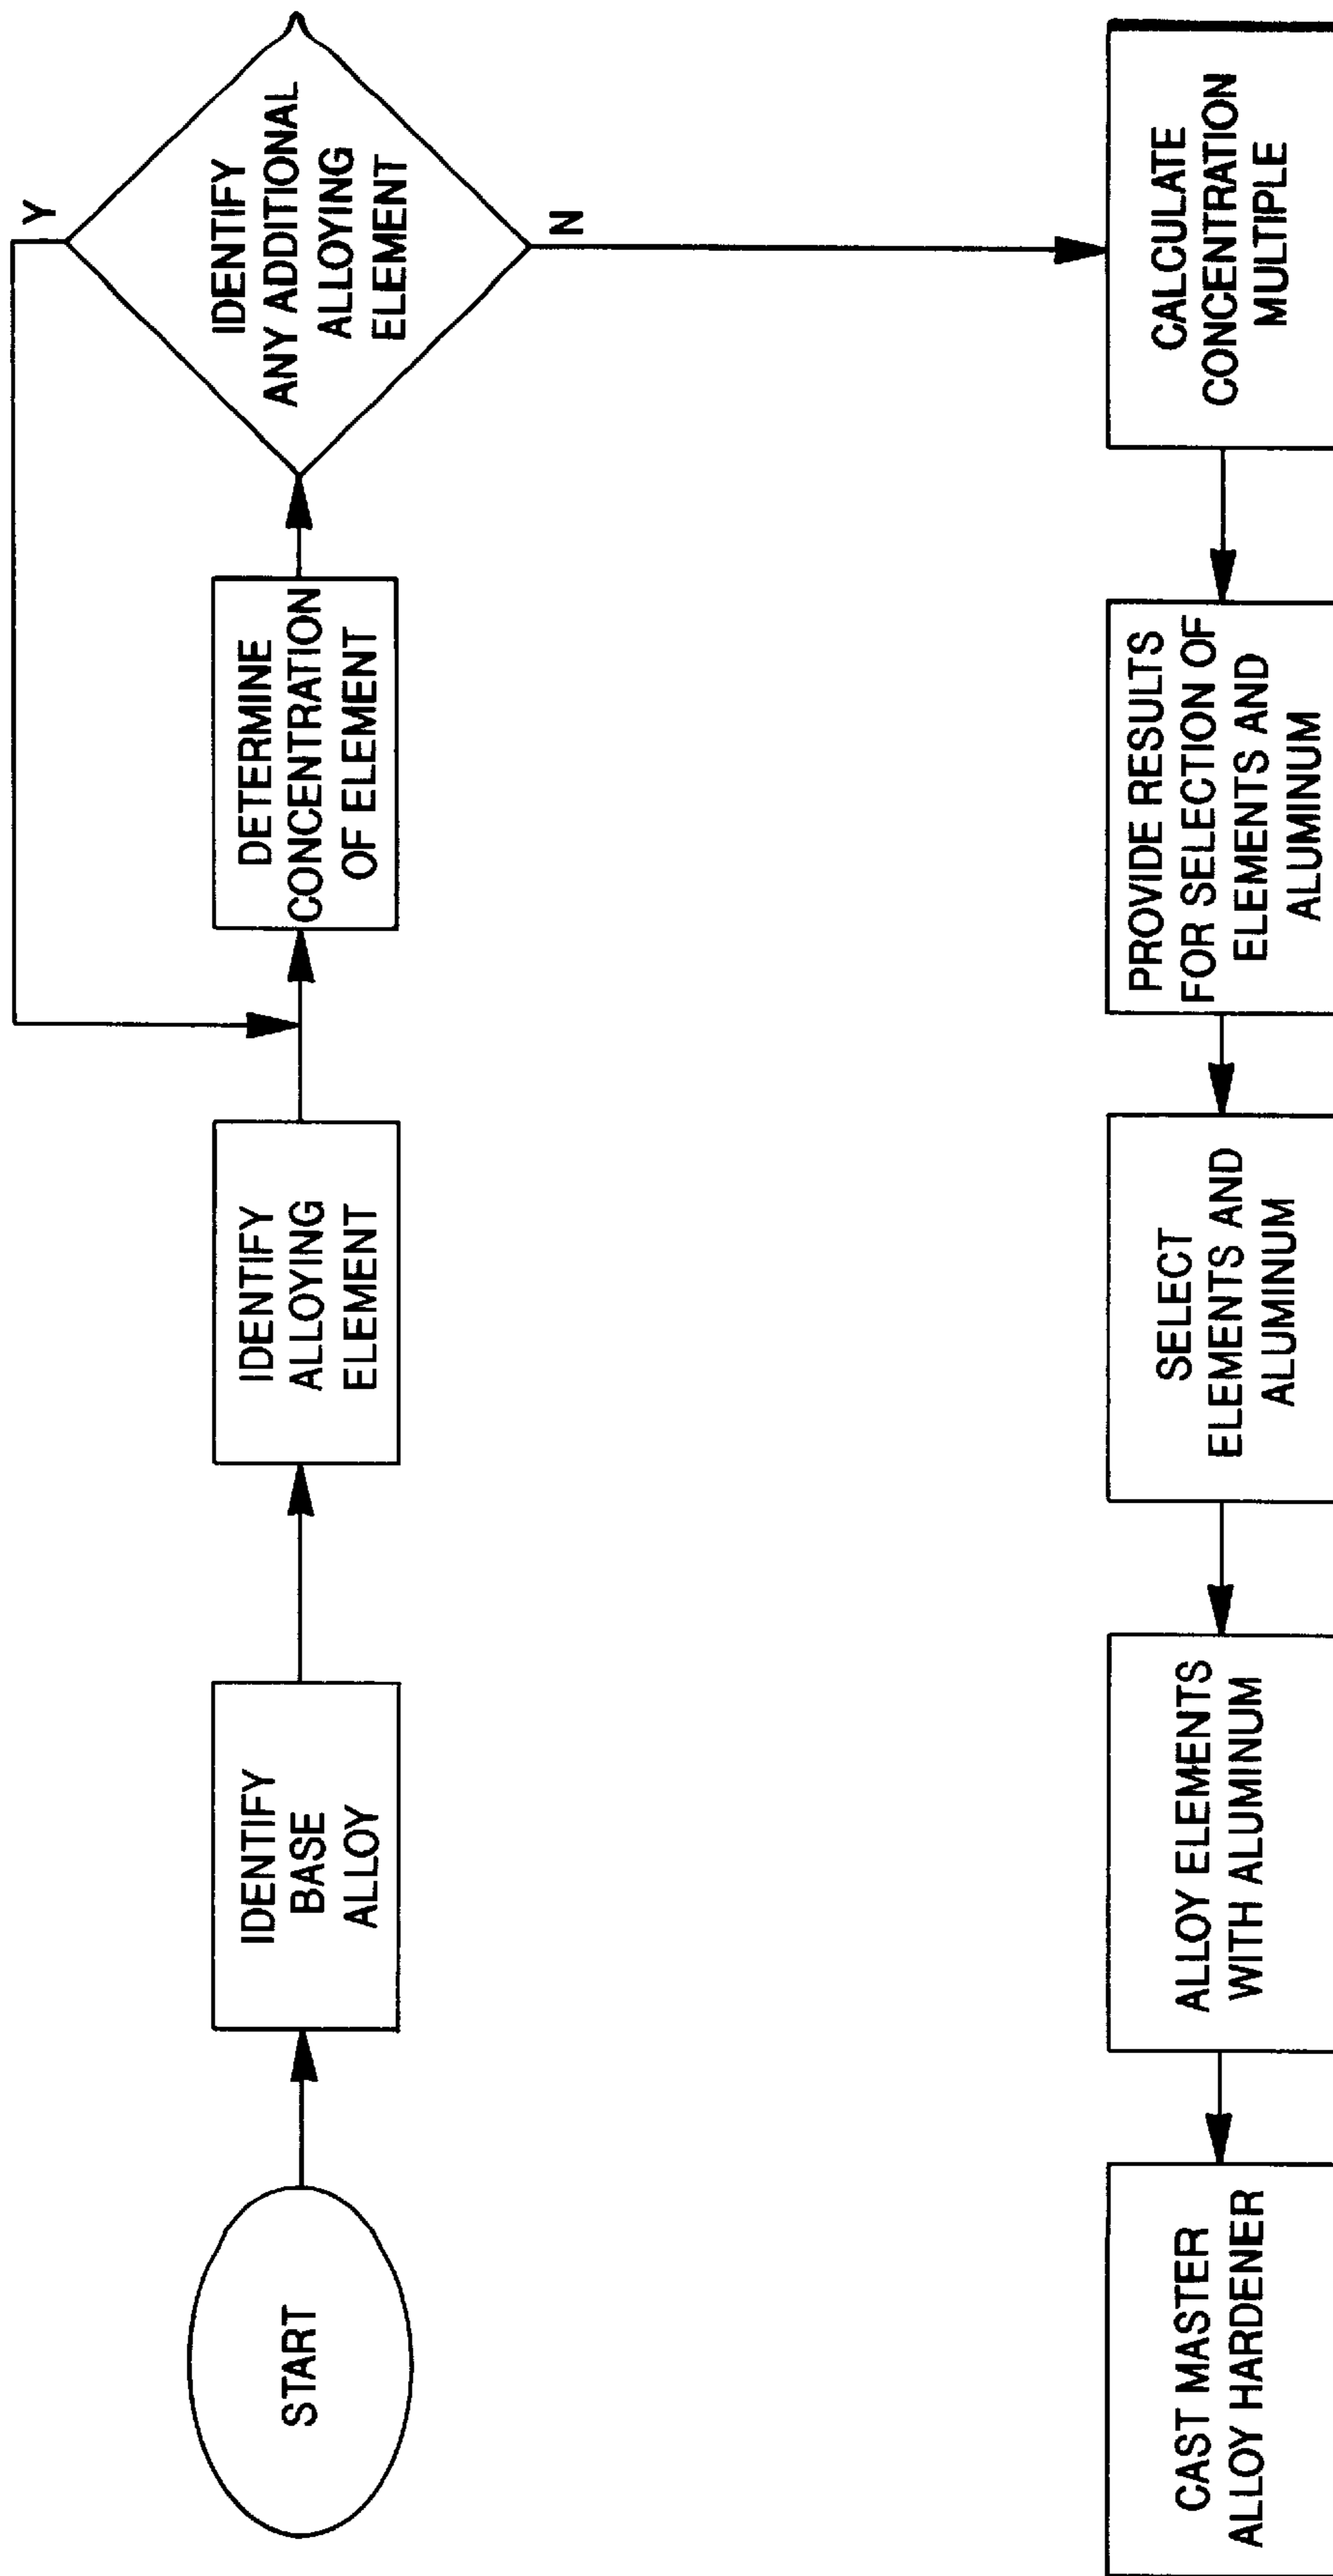 START
IDENTIFY
BASE
ALLOY
IDENTIFY
ALLOYING
ELEMENT
DETERMINE
CONCENTRATION
OF ELEMENT
IDENTIFY
ANY ADDITIONAL
ALLOYING
ELEMENT
Y
N
CALCULATE
CONCENTRATION
MULTIPLE
PROVIDE RESULTS
FOR SELECTION OF
ELEMENTS AND
ALUMINUM
SELECT
ELEMENTS AND
ALUMINUM
ALLOY ELEMENTS
WITH ALUMINUM
CAST MASTER
ALLOY HARDENER